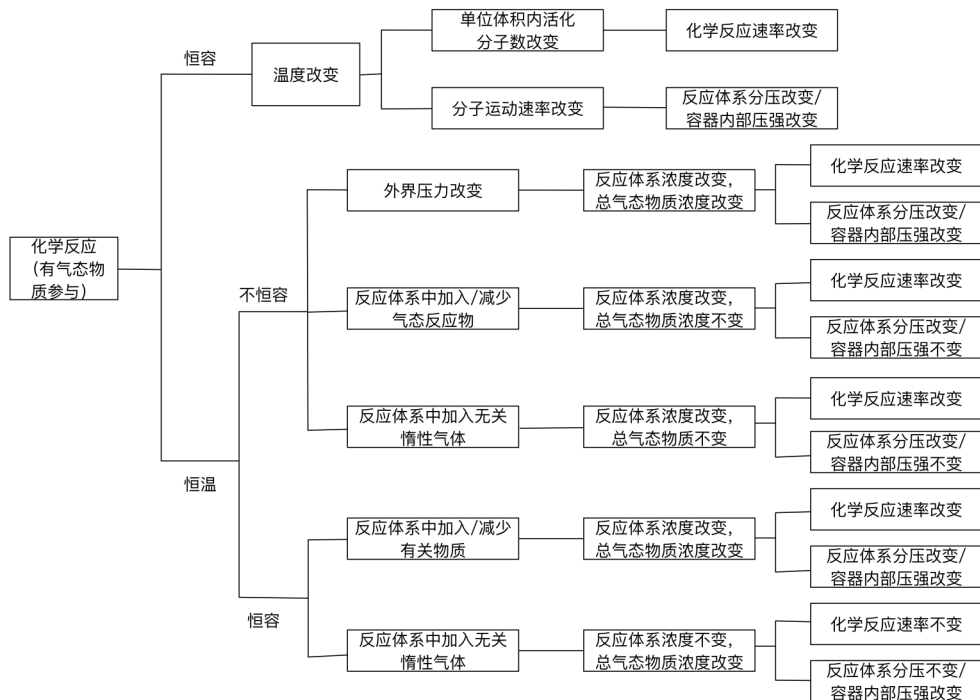 化学反应
（有气态物
质参与）
恒容
温度改变
单位体积内活化
分子数改变
化学反应速率改变
分子运动速率改变
反应体系分压改变/
容器内部压强改变
恒温
不恒容
外界压力改变
反应体系浓度改变，
总气态物质浓度改变
化学反应速率改变
反应体系分压改变/
容器内部压强改变
反应体系中加入/减少
气态反应物
反应体系浓度改变，
总气态物质浓度不变
化学反应速率改变
反应体系分压改变/
容器内部压强不变
反应体系中加入无关
惰性气体
反应体系浓度改变，
总气态物质不变
化学反应速率改变
反应体系分压改变/
容器内部压强不变
恒容
反应体系中加入/减少
有关物质
反应体系浓度改变，
总气态物质浓度改变
化学反应速率改变
反应体系分压改变/
容器内部压强改变
反应体系中加入无关
惰性气体
反应体系浓度不变，
总气态物质浓度改变
化学反应速率不变
反应体系分压不变/
容器内部压强改变